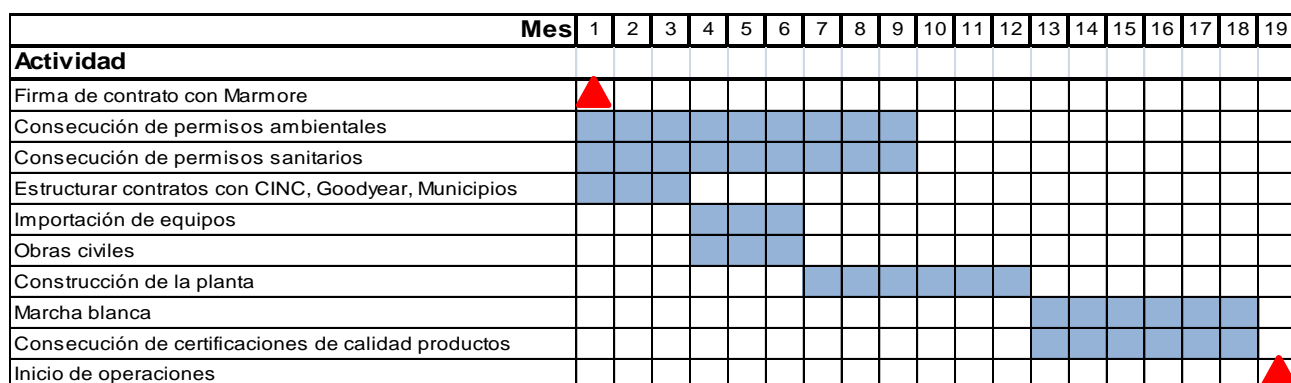 Mes 1 2 3 4 5 6 7 8 9 10 11 12 13 14 15 16 17 18 19
Actividad
Firma de contrato con Marmore
Consecución de permisos ambientales
Consecución de permisos sanitarios
Estructurar contratos con CINC, Goodyear, Municipios
Importación de equipos
Obras civiles
Construcción de la planta
Marcha blanca
Consecución de certificaciones de calidad productos
Inicio de operaciones